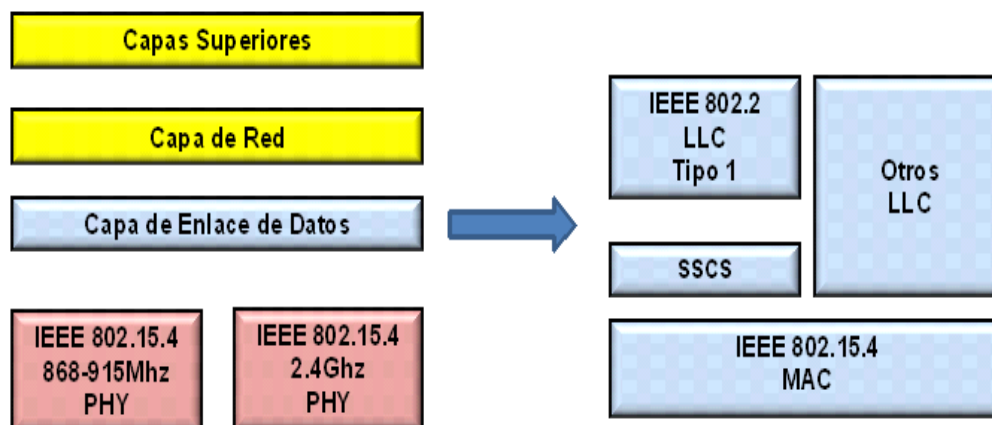 Capas Superiores
Capa de Red
Capa de Enlace de Datos
IEEE 802.15.4
868-915Mhz
PHY
IEEE 802.15.4
2.4Ghz
PHY
IEEE 802.2
LLC
Tipo 1
Otros
LLC
SSCS
IEEE 802.15.4
MAC